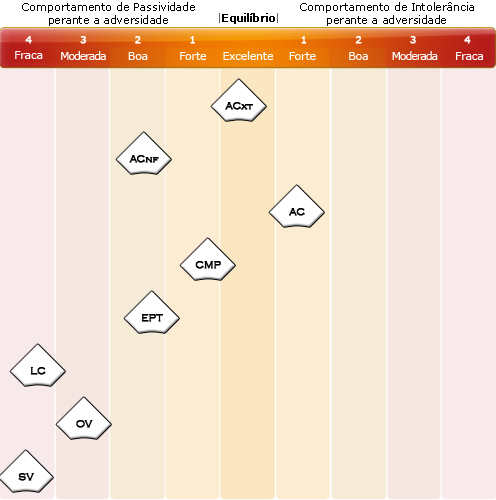 Comportamento de Passividade
perante a adversidade
|Equilíbrio|
Comportamento de Intolerância
perante a adversidade
4 3 2 1 1 2 3 4
Fraca Moderada Boa Forte Excelente Forte Boa Moderada Fraca
ACXT
ACNF
AC
CMP
EPT
LC
OV
SV